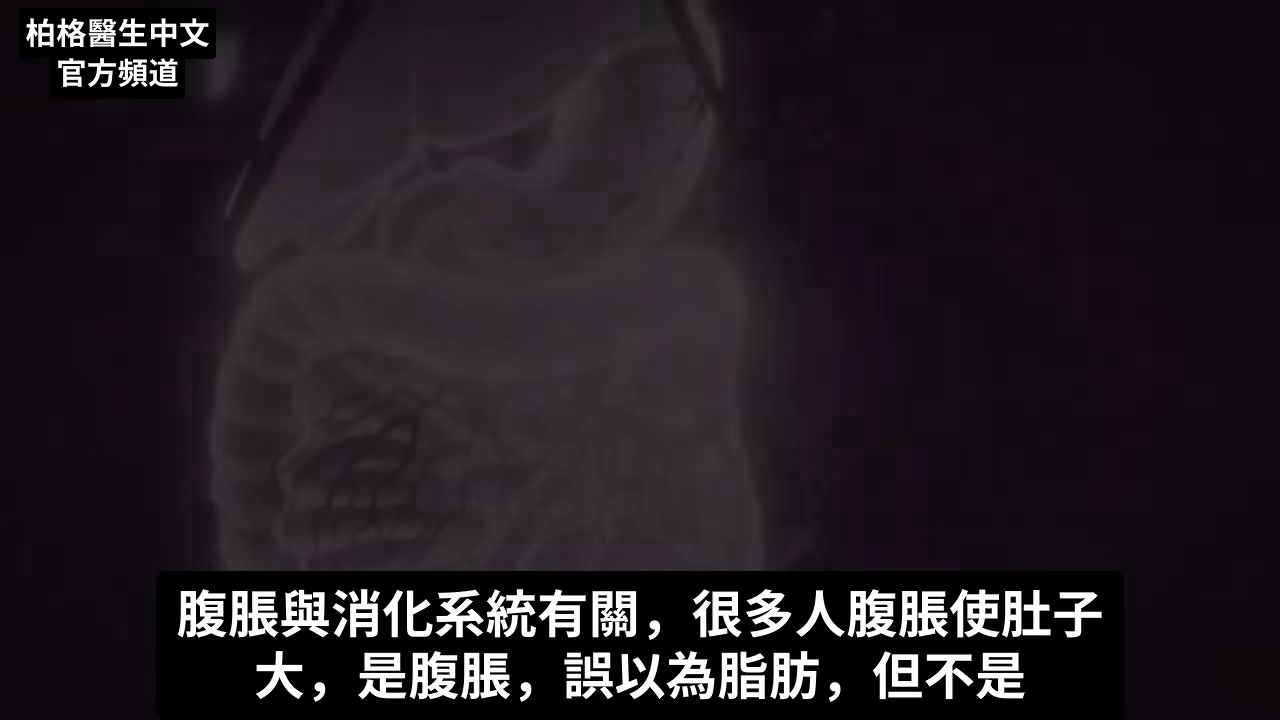 柏格醫生中文
官方頻道
腹脹與消化系統有關，很多人腹脹使肚子
大，是腹脹，誤以為脂肪，但不是